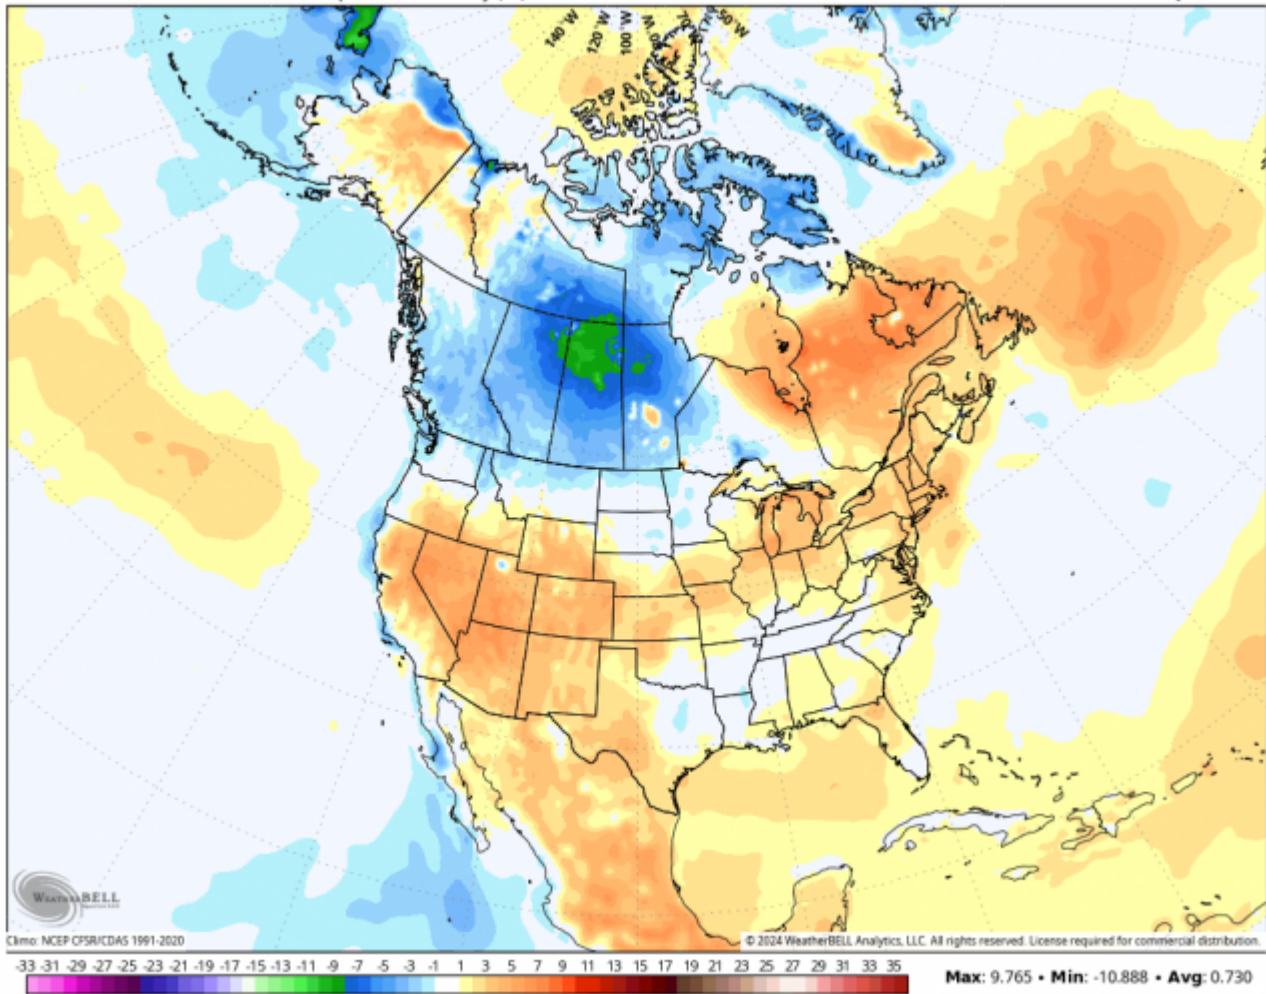 140 W
120 W
100 W
50 W
WEATHERBELL
Climo: NCEP CFSR/CDAS 1991-2020
© 2024 WeatherBELL Analytics, LLC. All rights reserved. License required for commercial distribution.
-33 -31 -29 -27 -25 -23 -21 -19 -17 -15 -13 -11 -9 -7 -5 -3 -1 1 3 5 7 9 11 13 15 17 19 21 23 25 27 29 31 33 35
Max: 9.765 • Min: -10.888 • Avg: 0.730